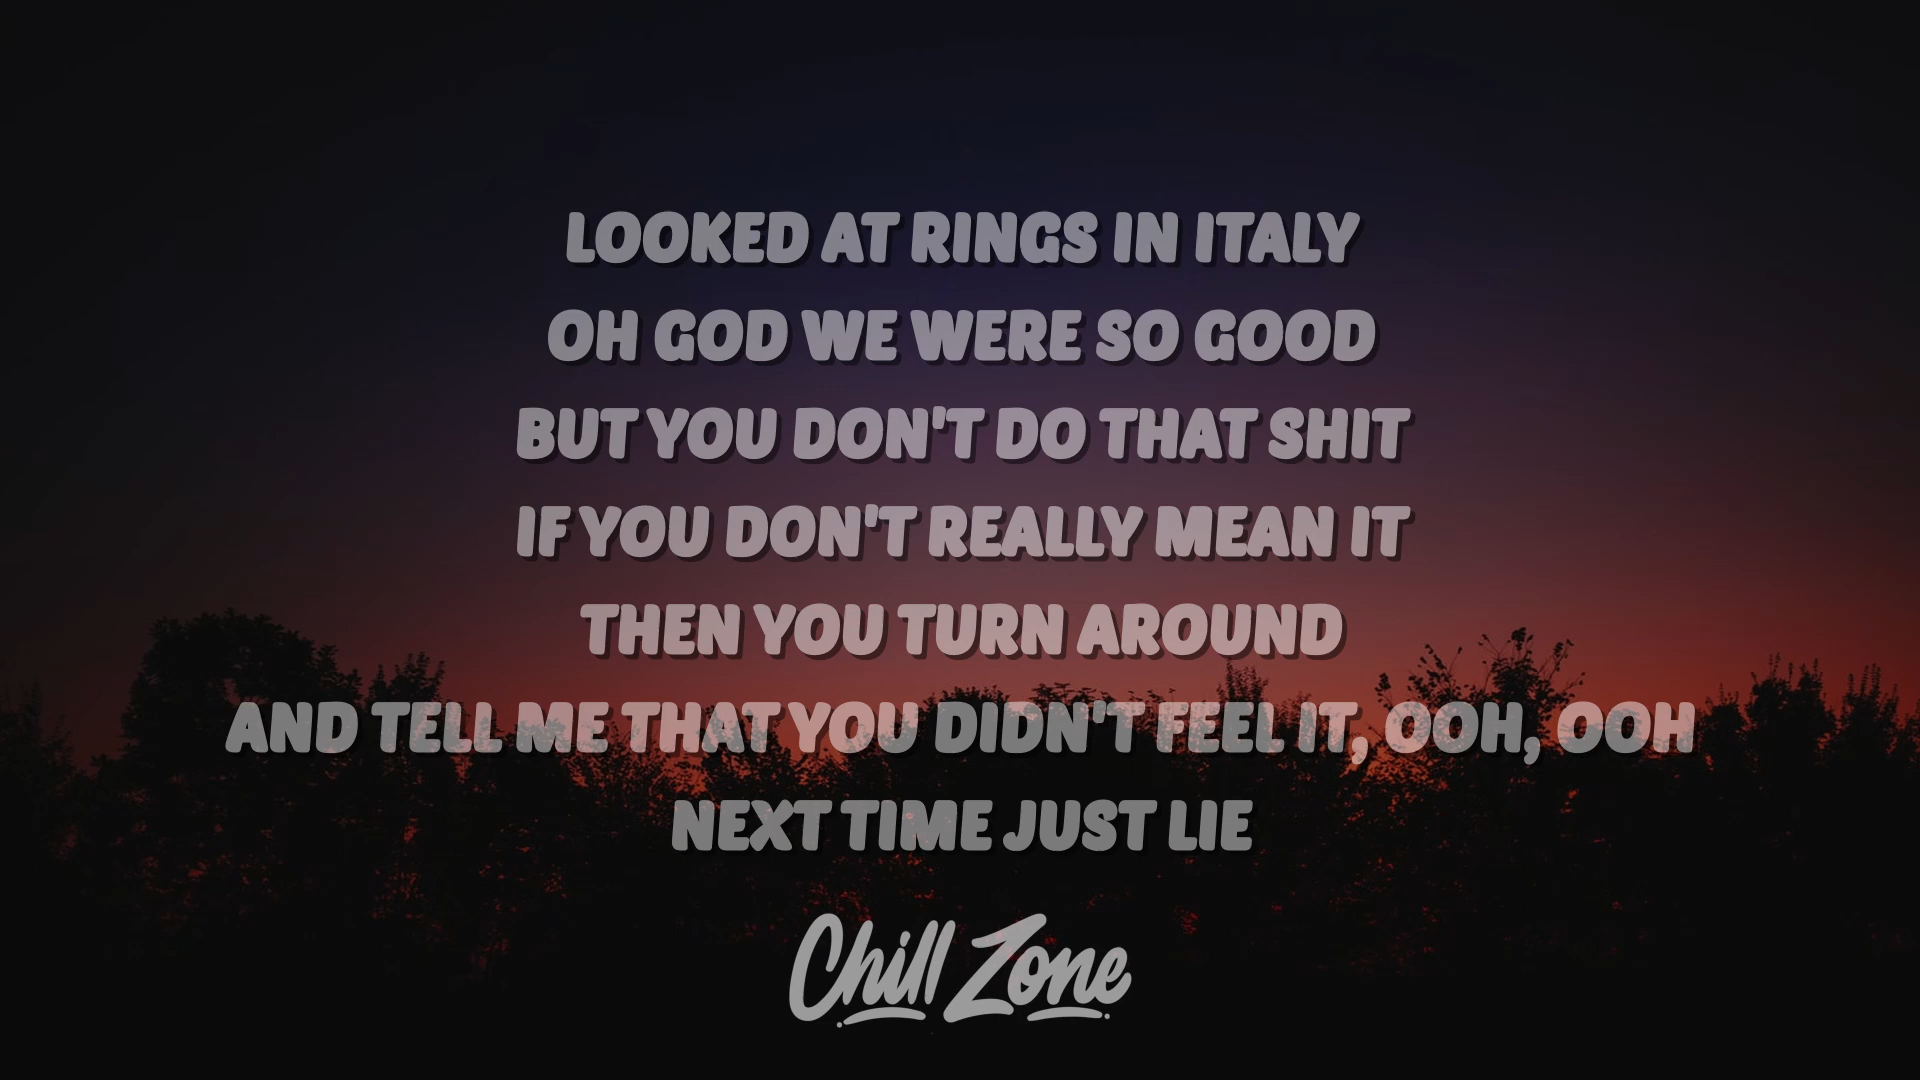 LOOKED AT RINGS IN ITALY
OH GOD WE WERE SO GOOD
BUT YOU DON'T DO THAT SHIT
IF YOU DON'T REALLY MEAN IT
THEN YOU TURN AROUND
AND TELL ME THAT YOU DIDN'T FEEL IT, OOH, OOH
NEXT TIME JUST LIE
Chill Zone